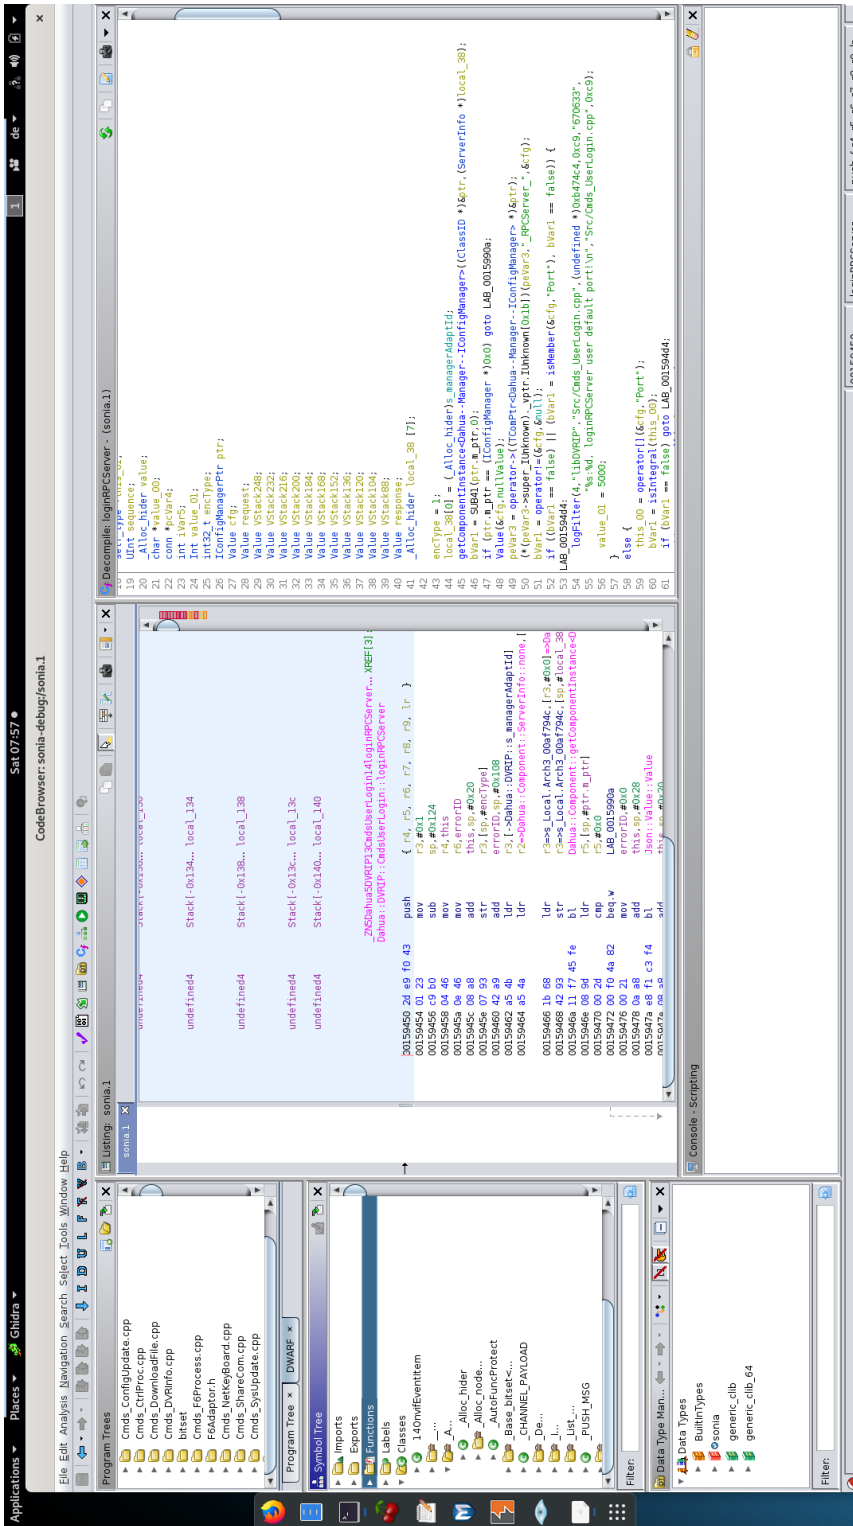 Applications
Places
Ghidra
Sat 07:57
1
de
CodeBrowser: sonia-debug:/sonia.1
File Edit Analysis Navigation Search Select Tools Window Help
I D U L F B
Program Trees
Cmds_ConfigUpdate.cpp
Cmds_CtrlProc.cpp
Cmds_DownloadFile.cpp
Cmds_DVRInfo.cpp
bitset
Cmds_F6Process.cpp
F6Adaptor.h
Cmds_NetKeyBoard.cpp
Cmds_ShareCom.cpp
Cmds_SysUpdate.cpp
Program Tree × DWARF ×
Symbol Tree
Imports
Exports
Functions
Labels
Classes
14OnvifEventItem
_...
_A...
_Alloc_hider
_Alloc_node...
_AutoFuncProtect
_Base_bitset<...
_CHANNEL_PAYLOAD
_De...
_I...
_List_...
_PUSH_MSG
Filter:
Data Type Man...
Data Types
BuiltInTypes
sonia
generic_clib
generic_clib_64
Filter:
Listing: sonia.1
sonia.1
undefined4 Stack[-0x134... local_134
undefined4 Stack[-0x138... local_138
undefined4 Stack[-0x13c... local_13c
undefined4 Stack[-0x140... local_140
_ZN5Dahua5DVRIP13CmdsUserLogin14loginRPCServer... XREF[3]:
Dahua::DVRIP::CmdsUserLogin::loginRPCServer
00159450 2d e9 f0 43 push { r4, r5, r6, r7, r8, r9, lr }
00159454 01 23 mov r3,#0x1
00159456 c9 b0 sub sp,#0x124
00159458 04 46 mov r4,this
0015945a 0e 46 mov r6,errorID
0015945c 08 a8 add this,sp,#0x20
0015945e 07 93 str r3,[sp,#encType]
00159460 42 a9 add errorID,sp,#0x108
00159462 a5 4b ldr r3,[->Dahua::DVRIP::s_managerAdaptId]
00159464 a5 4a ldr r2=>Dahua::Component::ServerInfo::none,[
00159466 1b 68 ldr r3=>s_Local.Arch3_00af794c,[r3,#0x0]=>Da
00159468 42 93 str r3=>s_Local.Arch3_00af794c,[sp,#local_38
0015946a 11 f7 45 fe bl Dahua::Component::getComponentInstance<D
0015946e 08 9d ldr r5,[sp,#ptr.m_ptr]
00159470 00 2d cmp r5,#0x0
00159472 00 f0 4a 82 beq.w LAB_0015990a
00159476 00 21 mov errorID,#0x0
00159478 0a a8 add this,sp,#0x28
0015947a e8 f1 c3 f4 bl Json::Value::Value
Decompile: loginRPCServer - (sonia.1)
19 UInt sequence;
20 _Alloc_hider value;
21 char *value_00;
22 conn *pcVar4;
23 int iVar5;
24 Int value_01;
25 int32_t encType;
26 IConfigManagerPtr ptr;
27 Value cfg;
28 Value request;
29 Value VStack248;
30 Value VStack232;
31 Value VStack216;
32 Value VStack200;
33 Value VStack184;
34 Value VStack168;
35 Value VStack152;
36 Value VStack136;
37 Value VStack120;
38 Value VStack104;
39 Value VStack88;
40 Value response;
41 _Alloc_hider local_38 [7];
42
43 encType = 1;
44 local_38[0] = (_Alloc_hider)s_managerAdaptId;
45 getComponentInstance<Dahua--Manager--IConfigManager>((ClassID *)&ptr,(ServerInfo *)local_38);
46 bVar1 = SUB41(ptr.m_ptr,0);
47 if (ptr.m_ptr == (IConfigManager *)0x0) goto LAB_0015990a;
48 Value(&cfg,nullValue);
49 peVar3 = operator->((TComPtr<Dahua--Manager--IConfigManager> *)&ptr);
50 (*(peVar3->super_IUnknown)._vptr.IUnknown[0x1b])(peVar3,"_RPCServer_",&cfg);
51 bVar1 = operator!=(&cfg,&null);
52 if ((bVar1 == false) || (bVar1 = isMember(&cfg,"Port"), bVar1 == false)) {
53 LAB_001594d4:
54 logFilter(4,"libDVRIP","Src/Cmds_UserLogin.cpp",(undefined *)0xb474c4,0xc9,"670633",
55 "%s:%d, loginRPCServer user default port!\n","Src/Cmds_UserLogin.cpp",0xc9);
56 value_01 = 5000;
57 }
58 else {
59 this_00 = operator[](&cfg,"Port");
60 bVar1 = isIntegral(this_00);
61 if (bVar1 == false) goto LAB_001594d4;
Console - Scripting